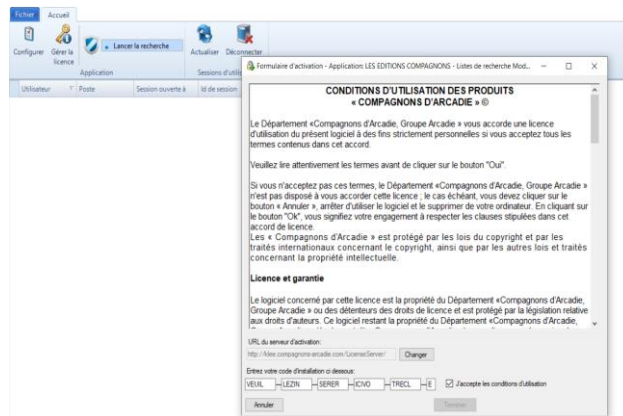 Fichier Accueil
Configurer Gérer la licence Lancer la recherche Actualiser Déconnecter
Application Sessions d'utilis
Utilisateur Poste Session ouverte à Id de session
Formulaire d'activation - Application: LES EDITIONS COMPAGNONS - Listes de recherche Mod...
CONDITIONS D'UTILISATION DES PRODUITS
« COMPAGNONS D'ARCADIE » ©
Le Département «Compagnons d'Arcadie, Groupe Arcadie » vous accorde une licence
d'utilisation du présent logiciel à des fins strictement personnelles si vous acceptez tous les
termes contenus dans cet accord.
Veuillez lire attentivement les termes avant de cliquer sur le bouton "Oui".
Si vous n'acceptez pas ces termes, le Département «Compagnons d'Arcadie, Groupe Arcadie »
n'est pas disposé à vous accorder cette licence ; le cas échéant, vous devez cliquer sur le
bouton « Annuler », arrêter d'utiliser le logiciel et le supprimer de votre ordinateur. En cliquant sur
le bouton "Ok", vous signifiez votre engagement à respecter les clauses stipulées dans cet
accord de licence.
Les « Compagnons d'Arcadie » est protégé par les lois du copyright et par les
traités internationaux concernant le copyright, ainsi que par les autres lois et traités
concernant la propriété intellectuelle.
Licence et garantie
Le logiciel concerné par cette licence est la propriété du Département «Compagnons d'Arcadie,
Groupe Arcadie » ou des détenteurs des droits de licence et est protégé par la législation relative
aux droits d'auteurs. Ce logiciel restant la propriété du Département «Compagnons d'Arcadie,
URL du serveur d'activation:
http://klee.compagnons-arcadie.com/LicenseServer/ Changer
Entrez votre code d'installation ci dessous:
VEUIL LEZIN SERER ICIVO TRECL E J'accepte les conditions d'utilisation
Annuler Terminer